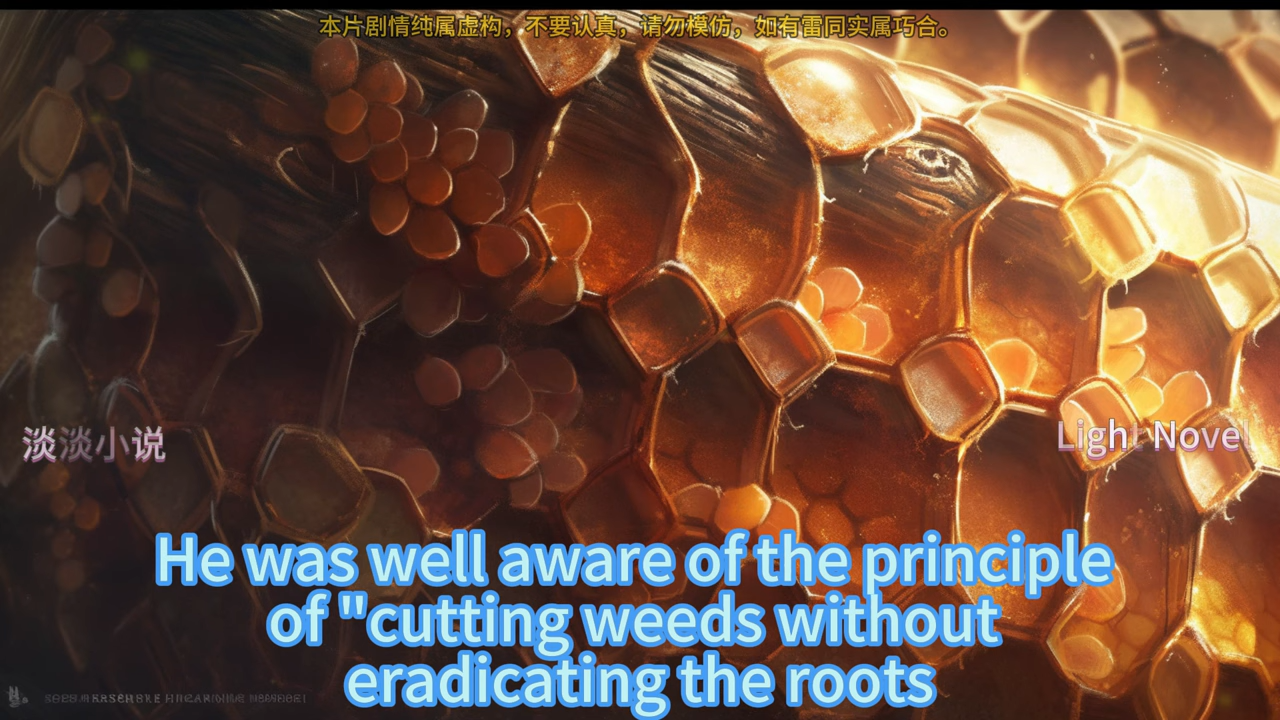 本片剧情纯属虚构，不要认真，请勿模仿，如有雷同实属巧合。
淡淡小说
Light Novel
He was well aware of the principle
of "cutting weeds without
eradicating the roots